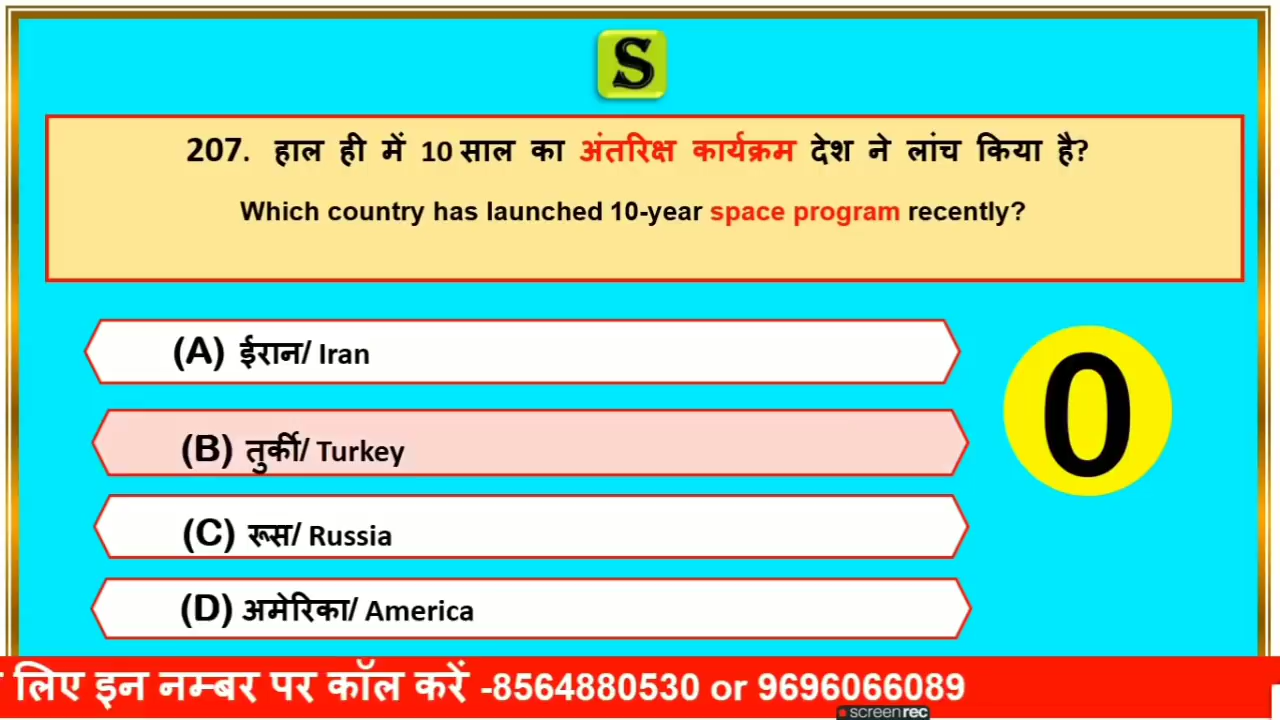 S
207. हाल ही में 10 साल का अंतरिक्ष कार्यक्रम देश ने लांच किया है?
Which country has launched 10-year space program recently?
(A) ईरान/ Iran
(B) तुर्की/ Turkey
(C) रूस/ Russia
(D) अमेरिका/ America
0
लिए इन नम्बर पर कॉल करें -8564880530 or 9696066089
screenrec